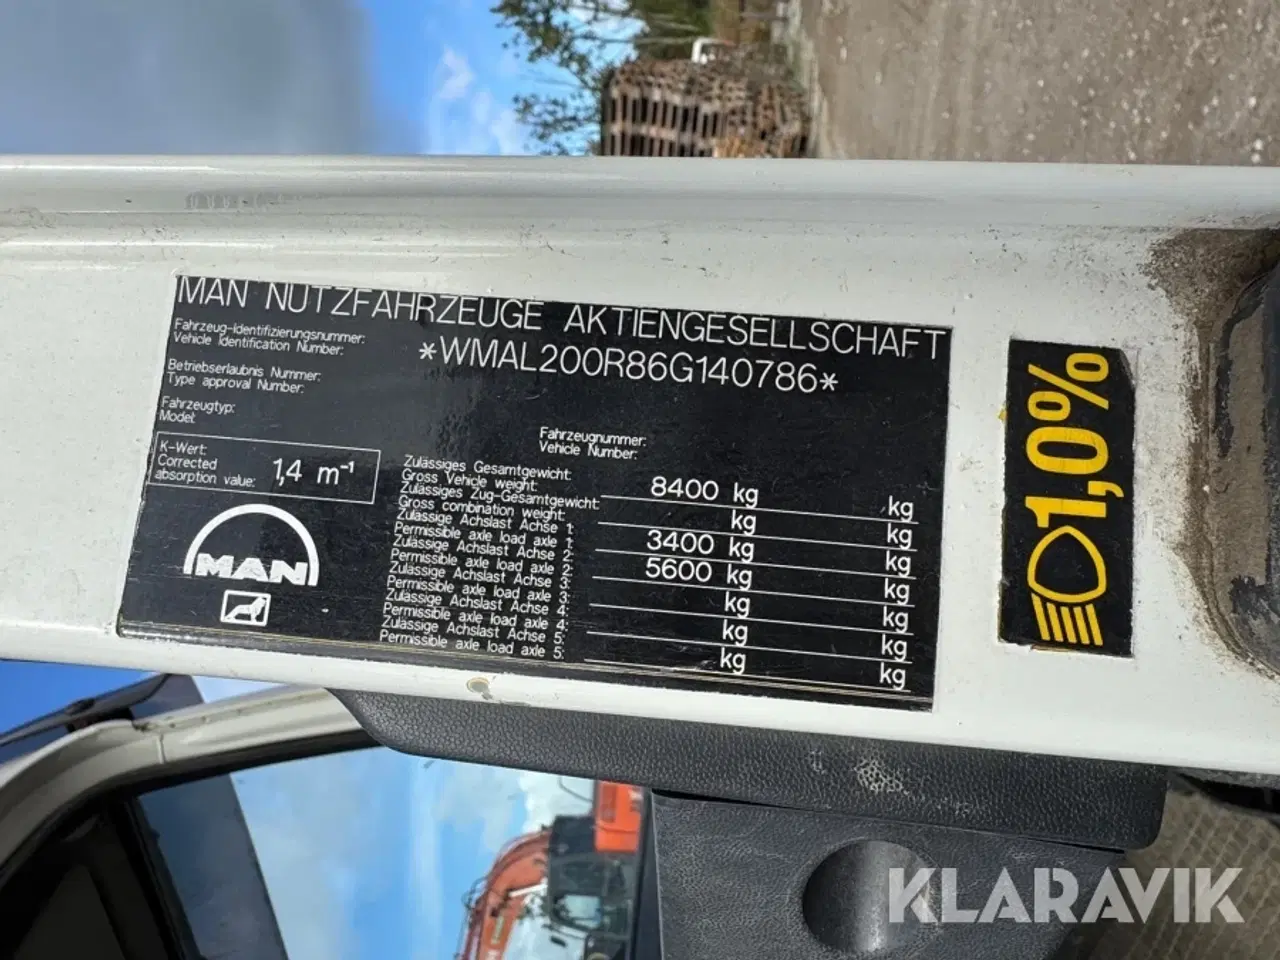 MAN NUTZFAHRZEUGE AKTIENGESELLSCHAFT
Fahrzeug-Identifizierungsnummer:
Vehicle Identification Number:
*WMAL200R86G140786*
Betriebserlaubnis Nummer:
Type approval Number:
Fahrzeugtyp:
Model:
Fahrzeugnummer:
Vehicle Number:
K-Wert:
Corrected
absorption value:
1,4 m⁻¹
MAN
Zulässiges Gesamtgewicht:
Gross Vehicle weight: 8400 kg kg
Zulässiges Zug-Gesamtgewicht:
Gross combination weight: kg kg
Zulässige Achslast Achse 1:
Permissible axle load axle 1: 3400 kg kg
Zulässige Achslast Achse 2:
Permissible axle load axle 2: 5600 kg kg
Zulässige Achslast Achse 3:
Permissible axle load axle 3: kg kg
Zulässige Achslast Achse 4:
Permissible axle load axle 4: kg kg
Zulässige Achslast Achse 5:
Permissible axle load axle 5: kg kg
1,0%
KLARAVIK